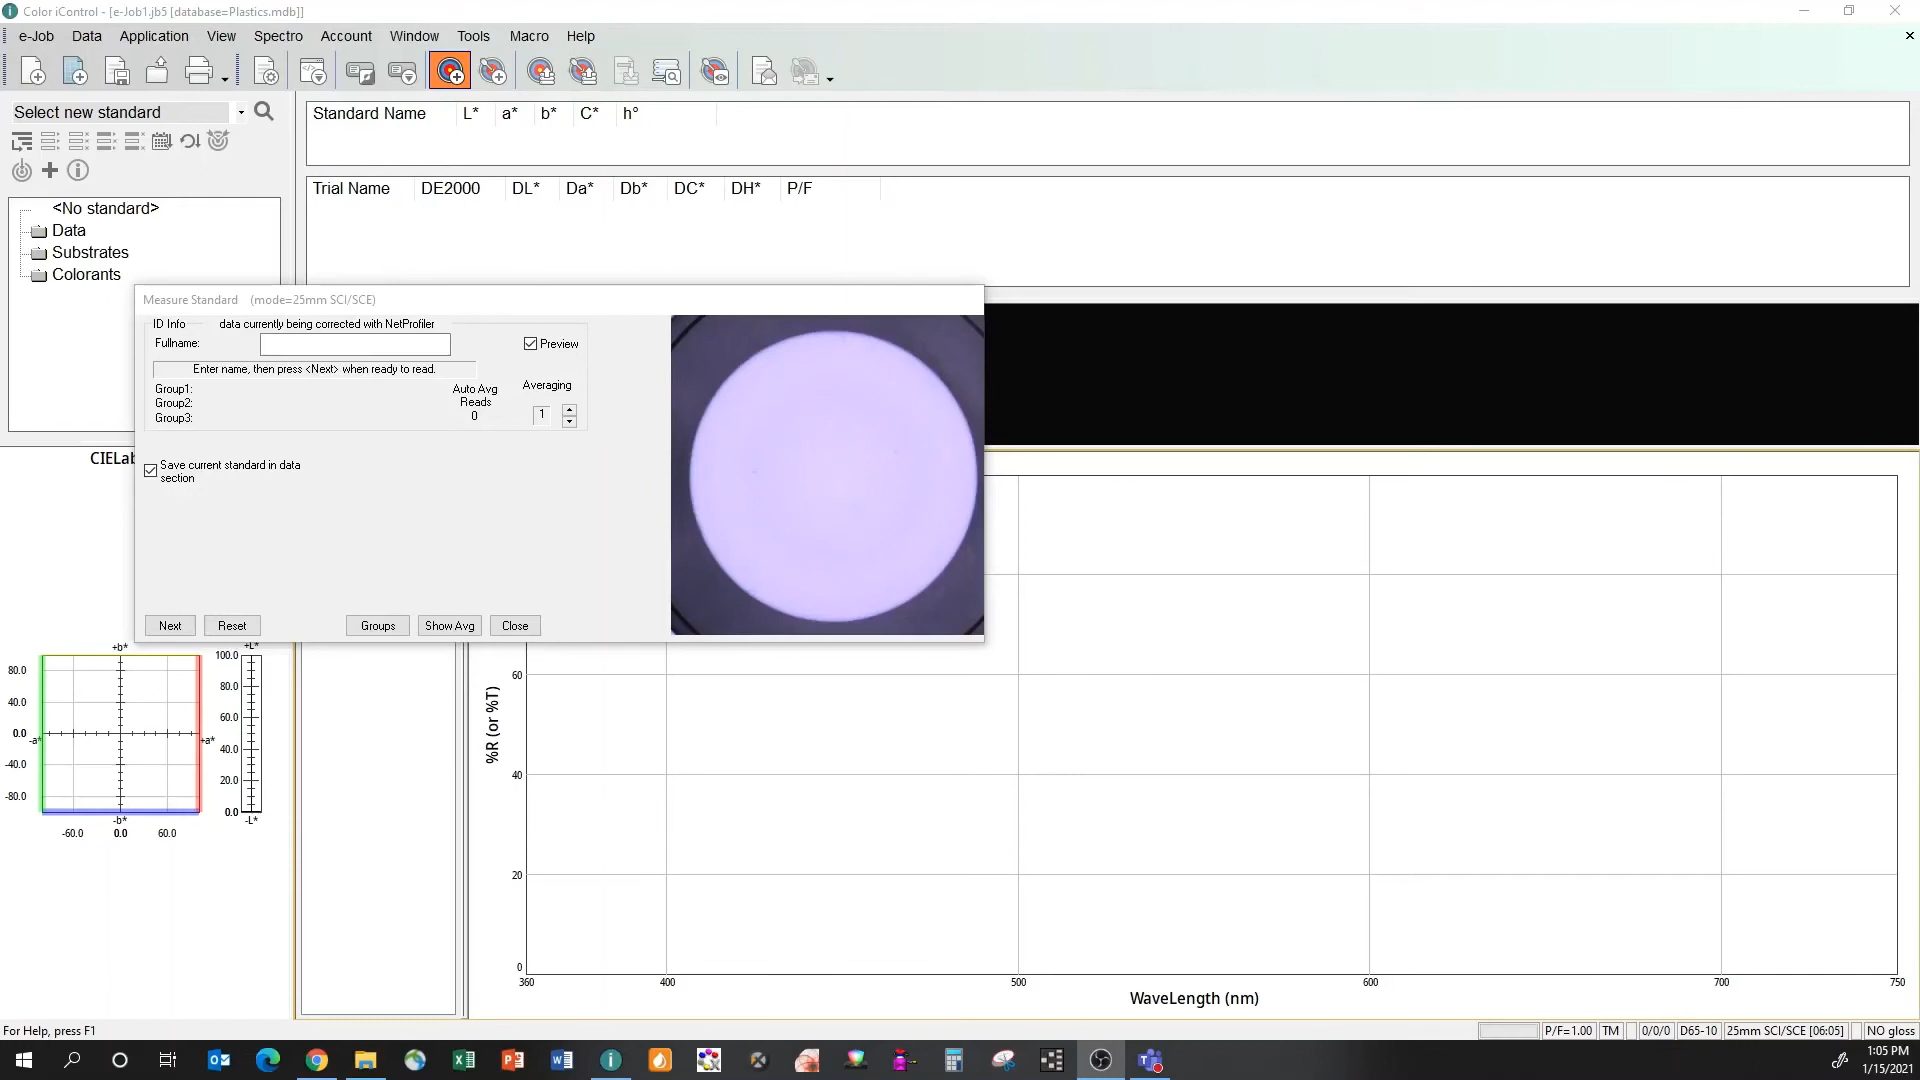 Color iControl - [e-Job1.jb5 [database=Plastics.mdb]]
e-Job Data Application View Spectro Account Window Tools Macro Help
Select new standard
Standard Name L* a* b* C* h°
Trial Name DE2000 DL* Da* Db* DC* DH* P/F
<No standard>
Data
Substrates
Colorants
Measure Standard (mode=25mm SCI/SCE)
ID Info data currently being corrected with NetProfiler
Fullname:
Preview
Enter name, then press <Next> when ready to read.
Group1:
Group2:
Group3:
Auto Avg
Reads
0
Averaging
1
Save current standard in data
section
Next Reset Groups Show Avg Close
CIELab
+b*
80.0
40.0
0.0
-40.0
-80.0
-a*
+a*
-b*
-60.0 0.0 60.0
+L*
100.0
80.0
60.0
40.0
20.0
0.0
-L*
%R (or %T)
60
40
20
0
360 400 500 600 700 750
WaveLength (nm)
For Help, press F1
P/F=1.00 TM 0/0/0 D65-10 25mm SCI/SCE [06:05] NO gloss
1:05 PM
1/15/2021